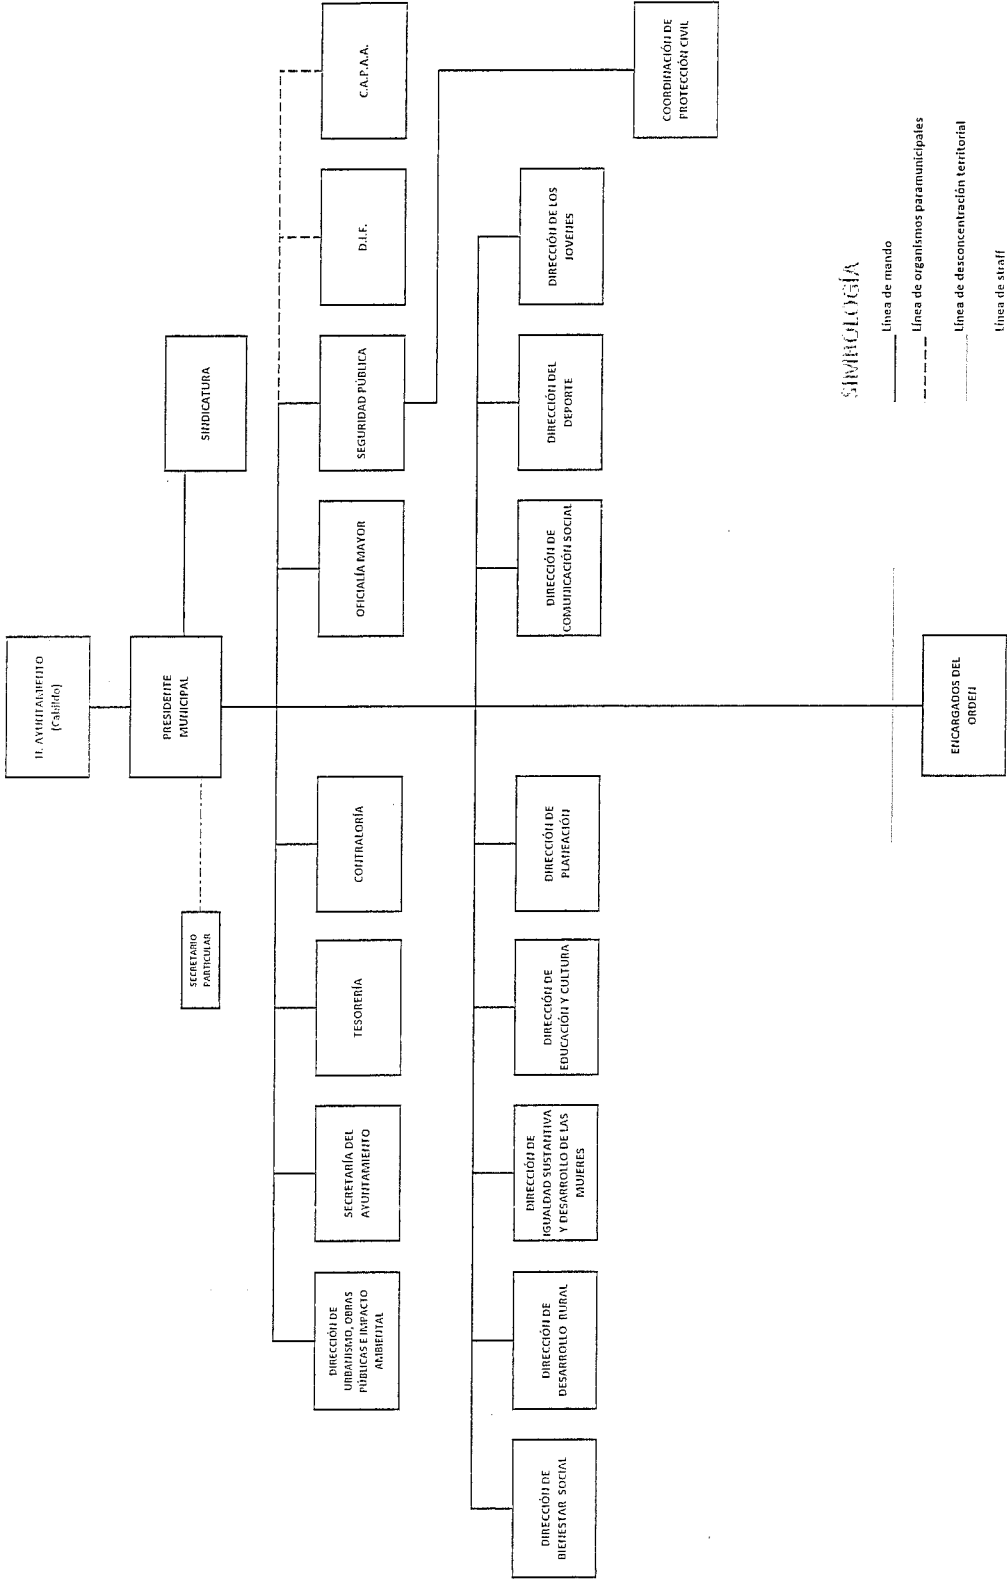 H. AYUNTAMIENTO
(Cabildo)
PRESIDENTE
MUNICIPAL
SINDICATURA
SECRETARIO
PARTICULAR
DIRECCIÓN DE
URBANISMO, OBRAS
PÚBLICAS E IMPACTO
AMBIENTAL
SECRETARÍA DEL
AYUNTAMIENTO
TESORERÍA
CONTRALORÍA
OFICIALÍA MAYOR
SEGURIDAD PÚBLICA
D.I.F.
C.A.P.A.A.
DIRECCIÓN DE
BIENESTAR SOCIAL
DIRECCIÓN DE
DESARROLLO RURAL
DIRECCIÓN DE
IGUALDAD SUSTANTIVA
Y DESARROLLO DE LAS
MUJERES
DIRECCIÓN DE
EDUCACIÓN Y CULTURA
DIRECCIÓN DE
PLANEACIÓN
DIRECCIÓN DE
COMUNICACIÓN SOCIAL
DIRECCIÓN DEL
DEPORTE
DIRECCIÓN DE LOS
JOVENES
COORDINACIÓN DE
PROTECCIÓN CIVIL
ENCARGADOS DEL
ORDEN
SIMBOLOGÍA
Línea de mando
Línea de organismos paramunicipales
Línea de desconcentración territorial
Línea de straff